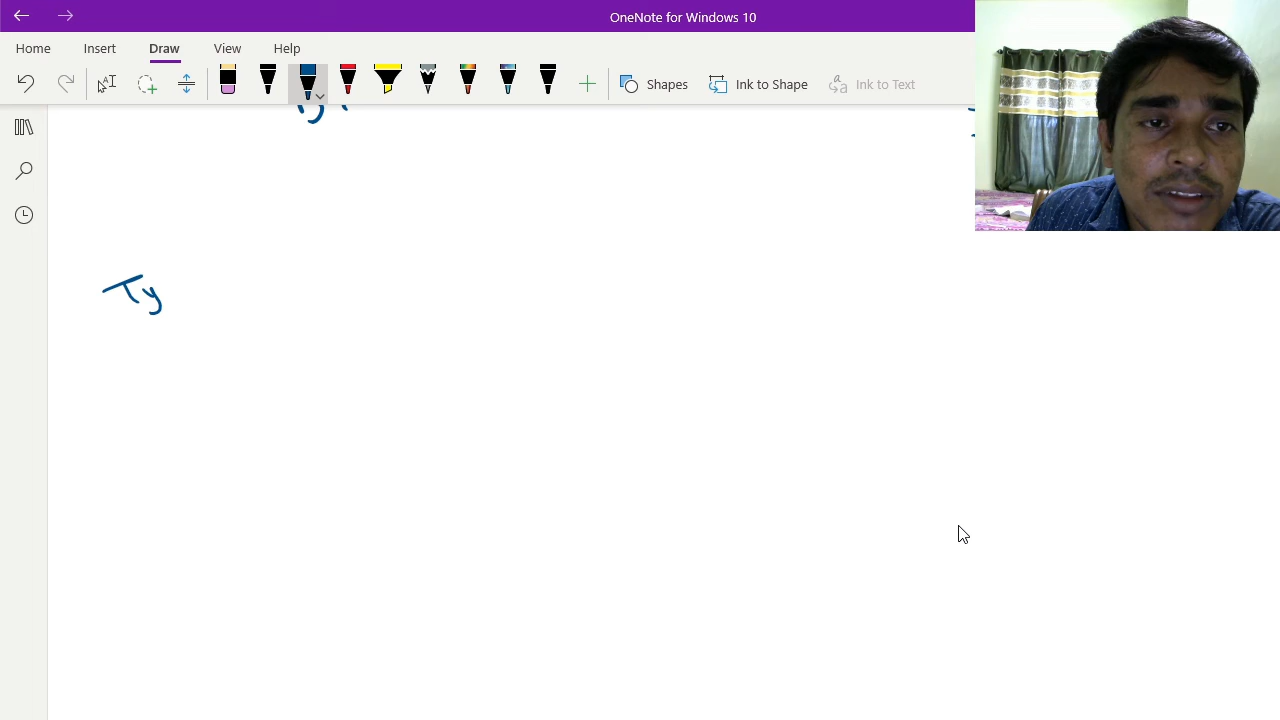 OneNote for Windows 10
Home Insert Draw View Help
Shapes Ink to Shape Ink to Text
Ty